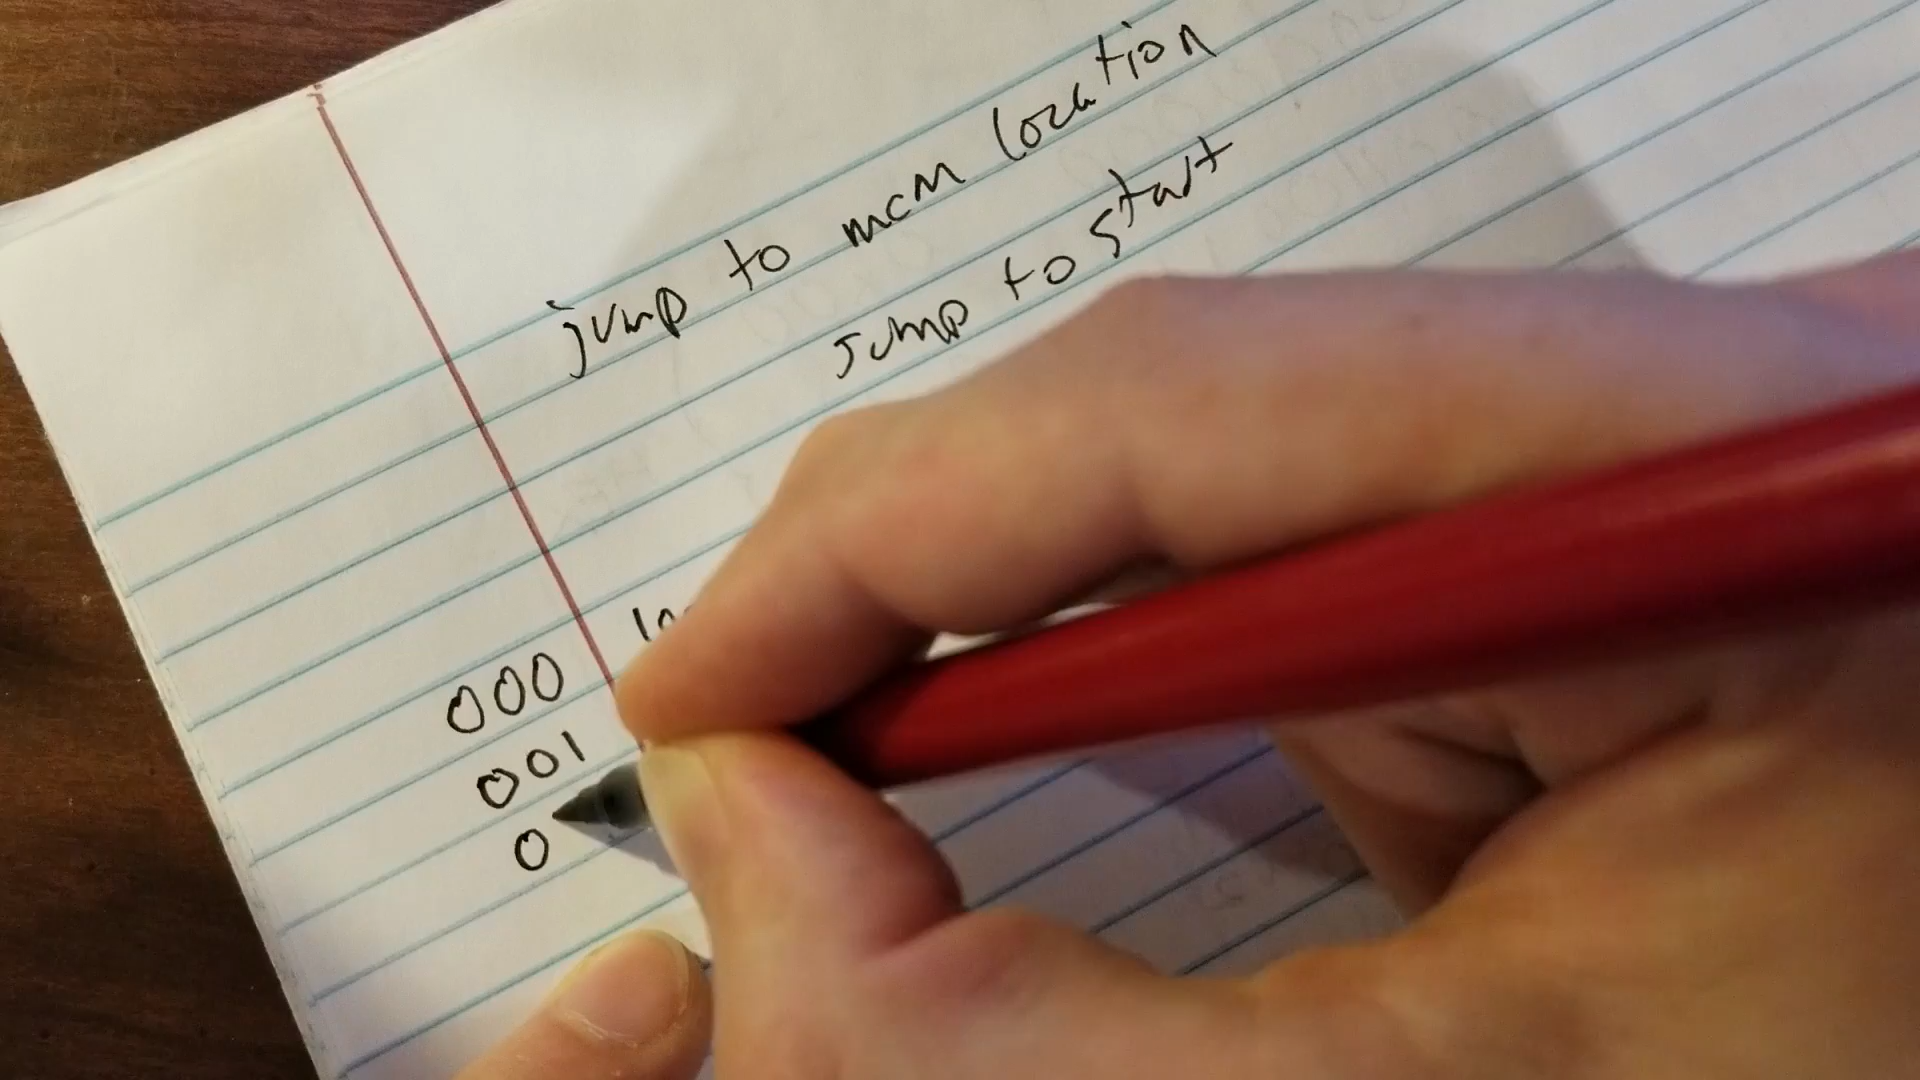 jump to mem location
jump to start
000
001
0